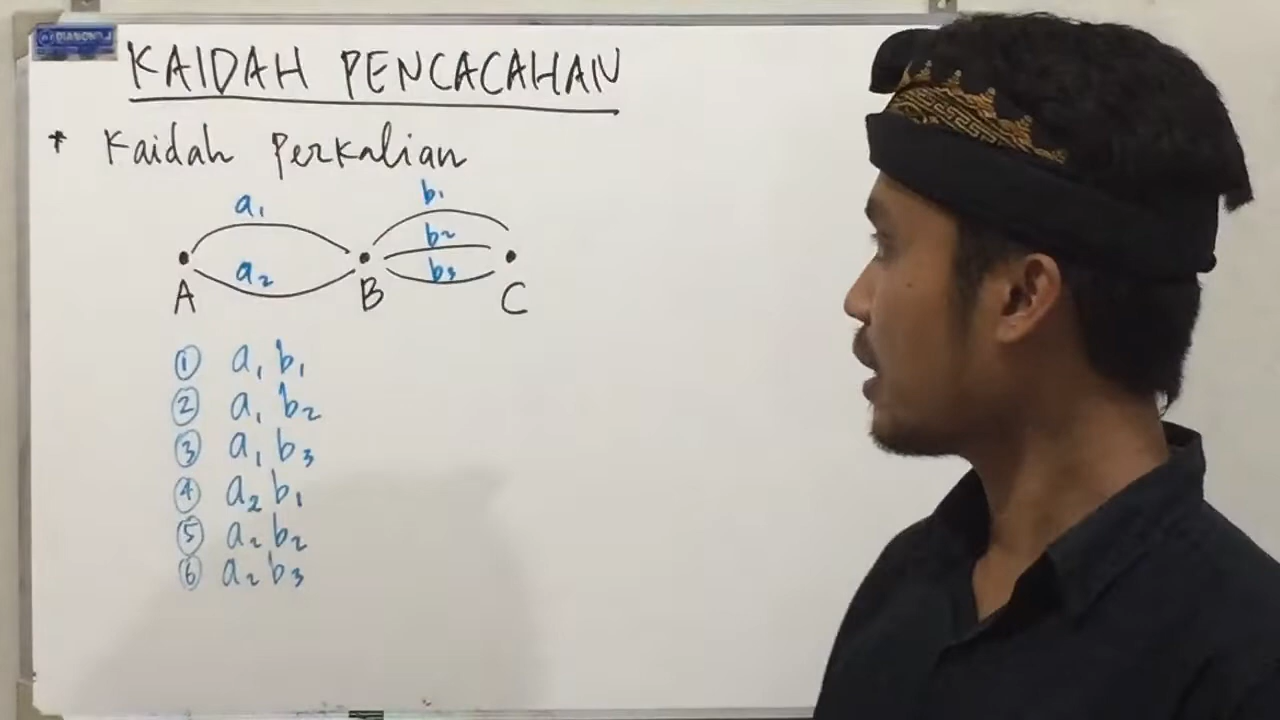 DIAMOND
KAIDAH PENCACAHAN
* Kaidah Perkalian
a₁ b₁
b₂
a₂ b₃
A B C
① a₁ b₁
② a₁ b₂
③ a₁ b₃
④ a₂ b₁
⑤ a₂ b₂
⑥ a₂ b₃